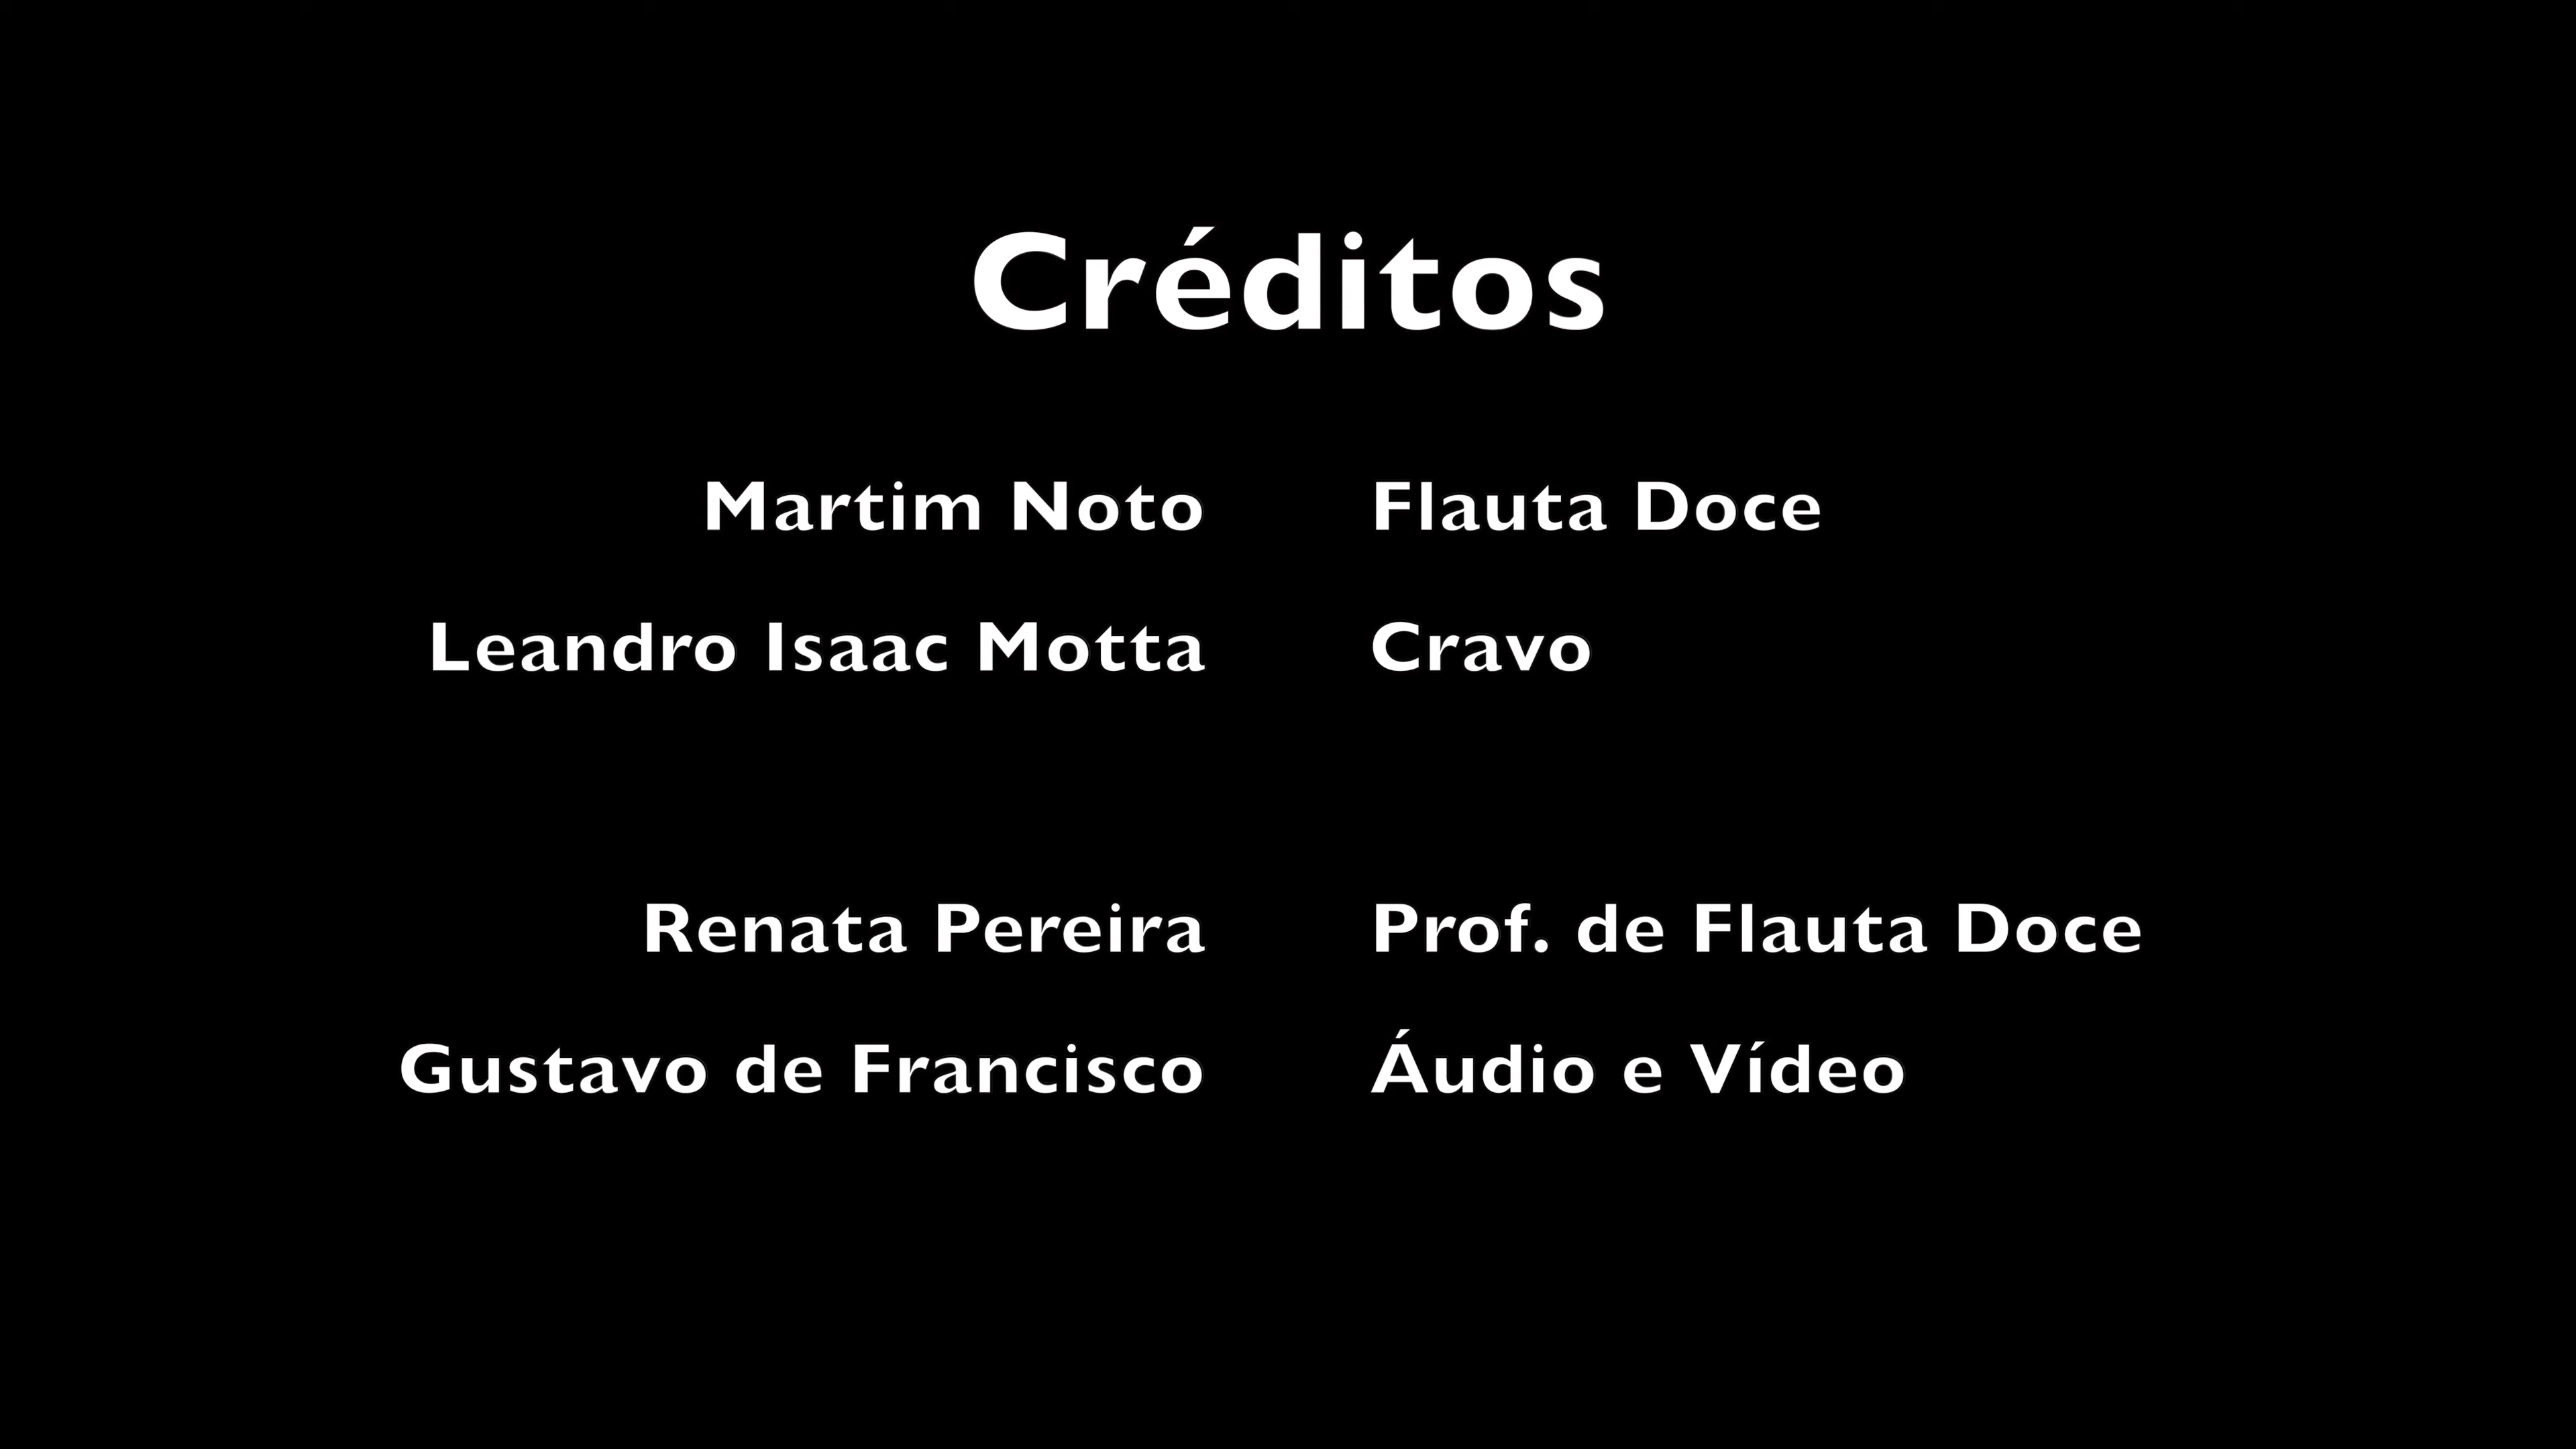 Créditos
Martim Noto Flauta Doce
Leandro Isaac Motta Cravo
Renata Pereira Prof. de Flauta Doce
Gustavo de Francisco Áudio e Vídeo